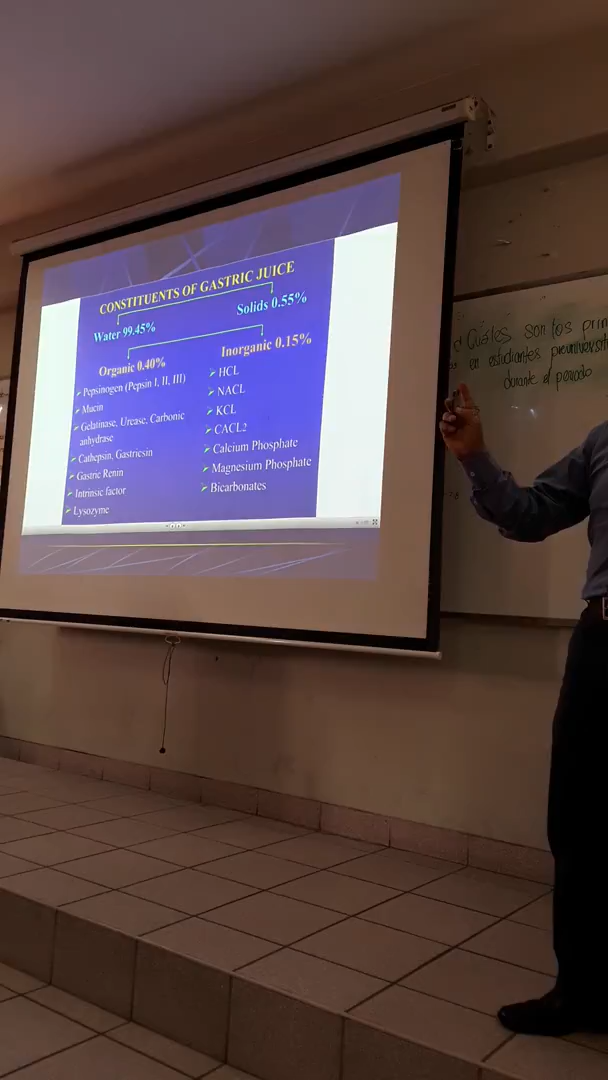 CONSTITUENTS OF GASTRIC JUICE
Water 99.45%
Solids 0.55%
Organic 0.40%
Inorganic 0.15%
Pepsinogen (Pepsin I, II, III)
Mucin
Gelatinase, Urease, Carbonic
anhydrase
Cathepsin, Gastricsin
Gastric Renin
Intrinsic factor
Lysozyme
HCL
NACL
KCL
CACL2
Calcium Phosphate
Magnesium Phosphate
Bicarbonates
¿Cuáles son los prin
en estudiantes preuniversit
durante el periodo